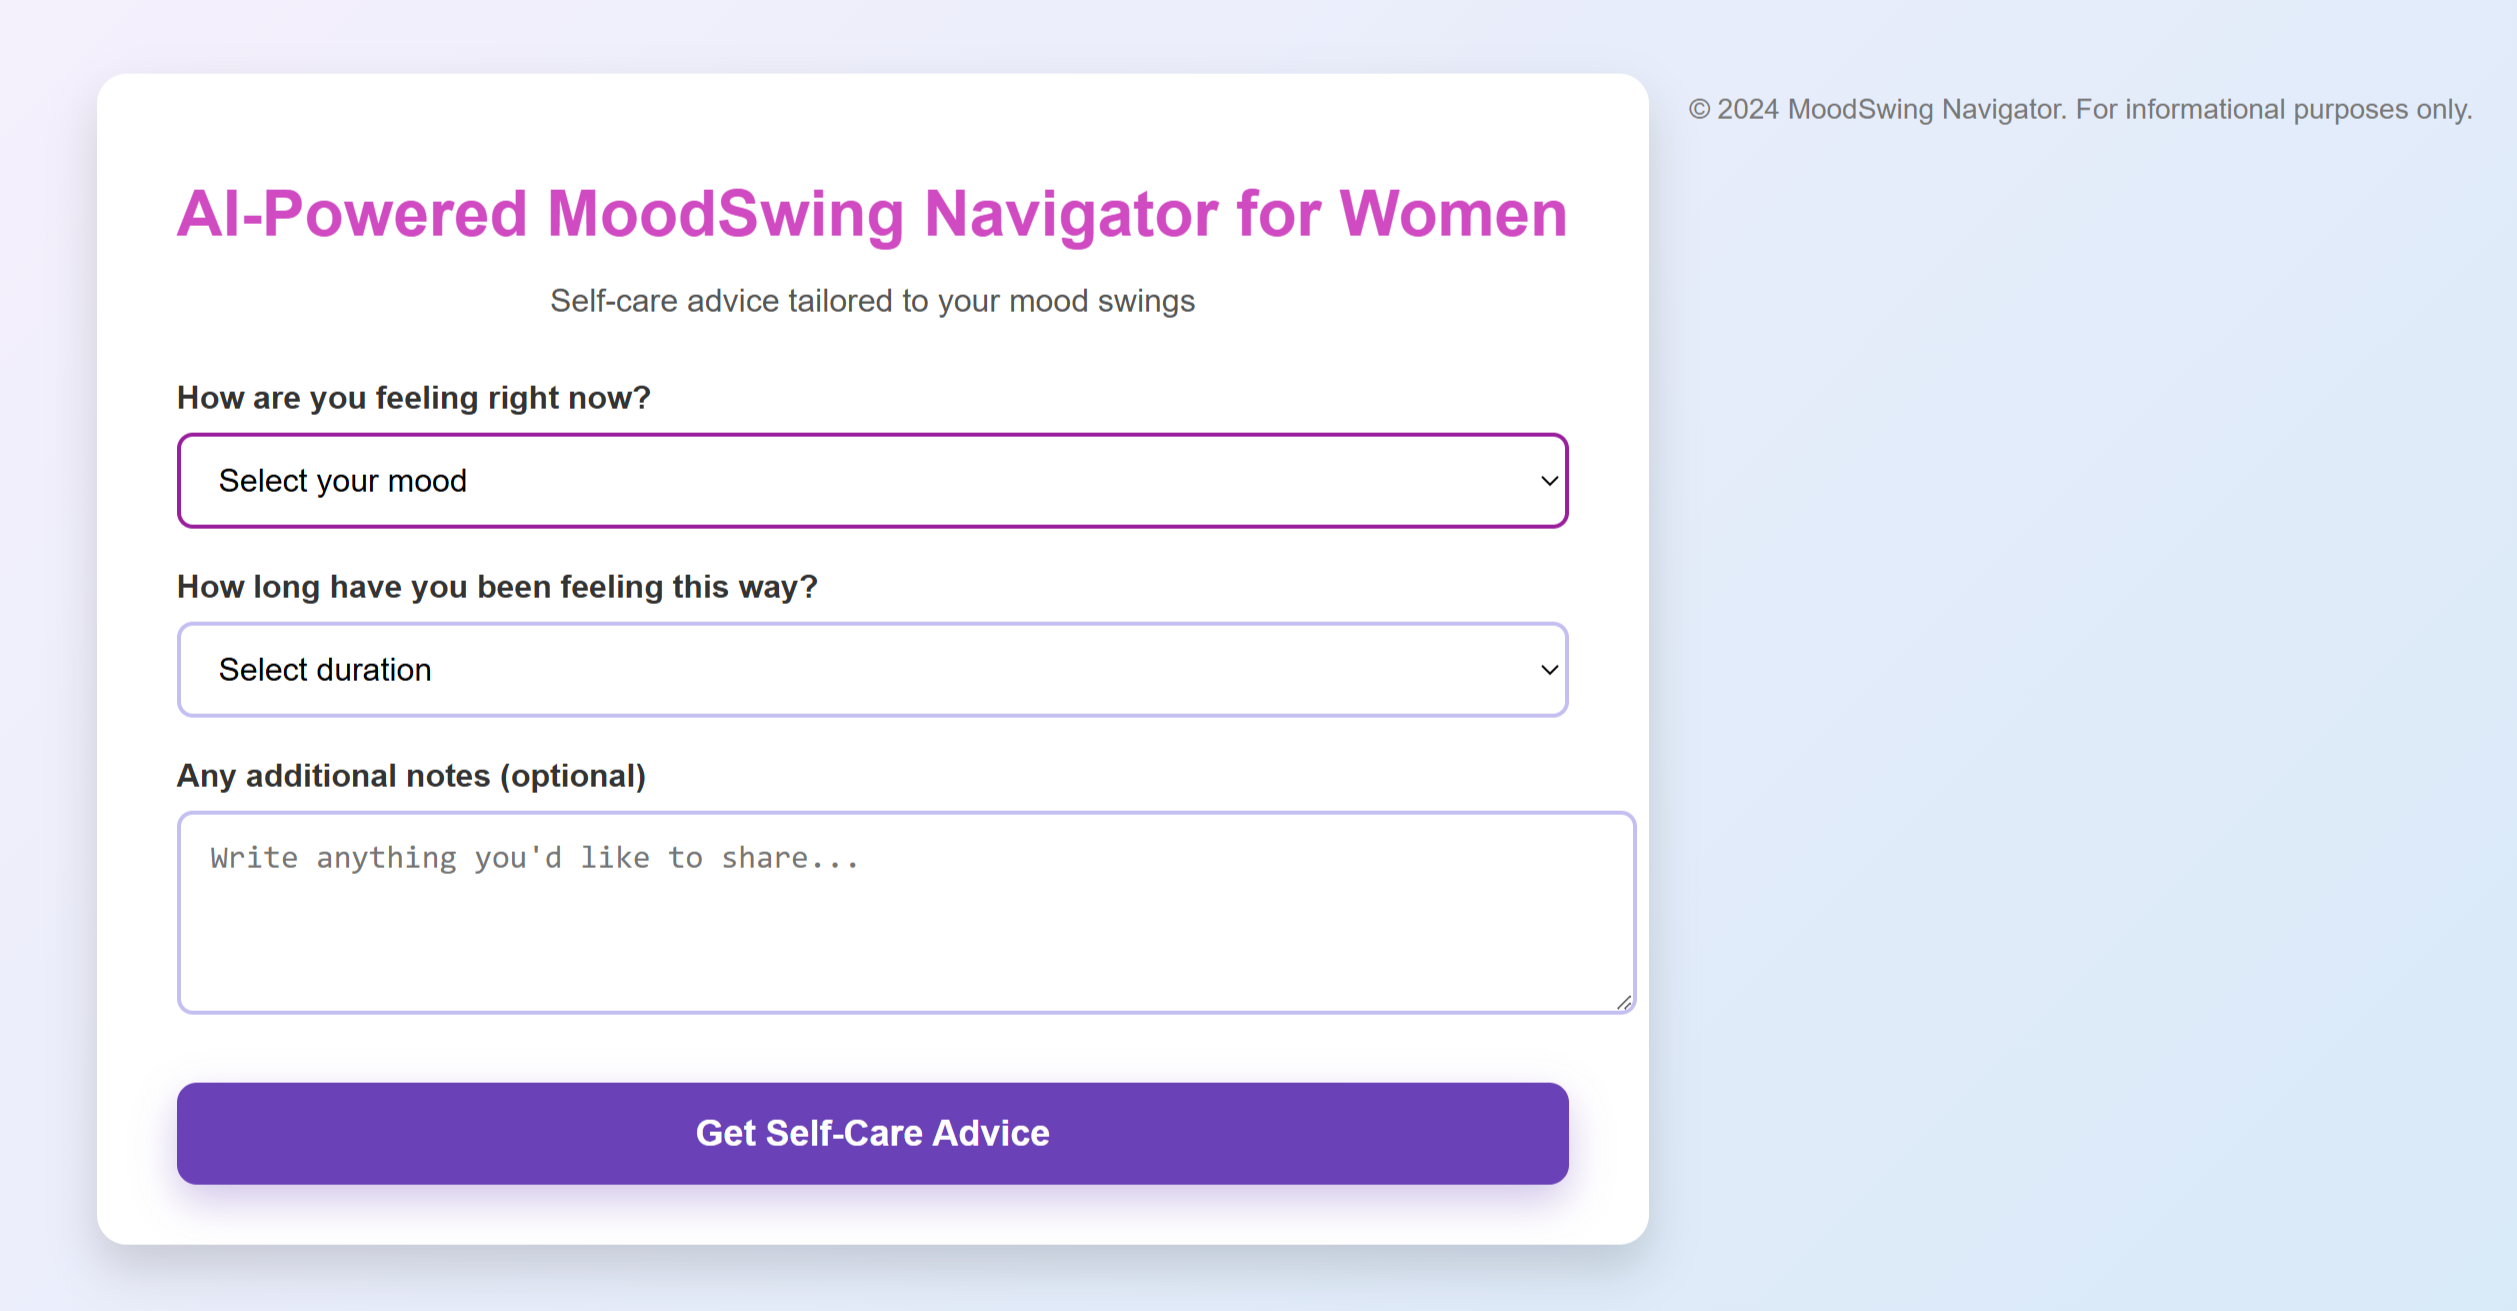 AI-Powered MoodSwing Navigator for Women
Self-care advice tailored to your mood swings
How are you feeling right now?
Select your mood
How long have you been feeling this way?
Select duration
Any additional notes (optional)
Write anything you'd like to share...
Get Self-Care Advice
© 2024 MoodSwing Navigator. For informational purposes only.